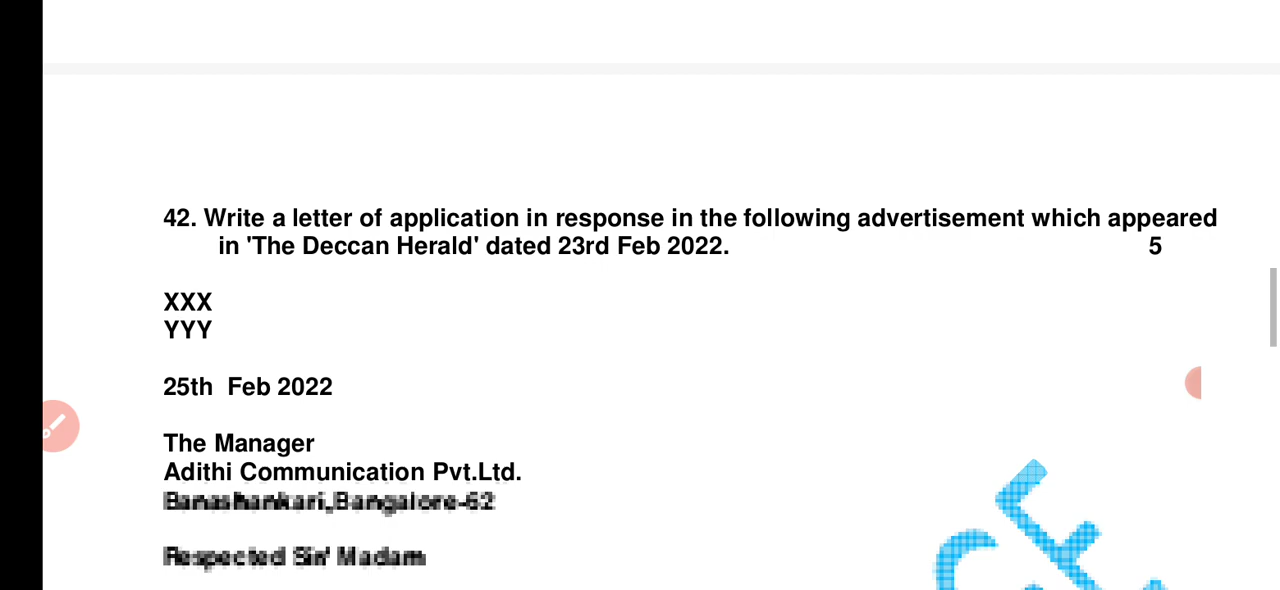 42. Write a letter of application in response in the following advertisement which appeared
in 'The Deccan Herald' dated 23rd Feb 2022. 5
XXX
YYY
25th Feb 2022
The Manager
Adithi Communication Pvt.Ltd.
Banashankari,Bangalore-62
Respected Sir/ Madam